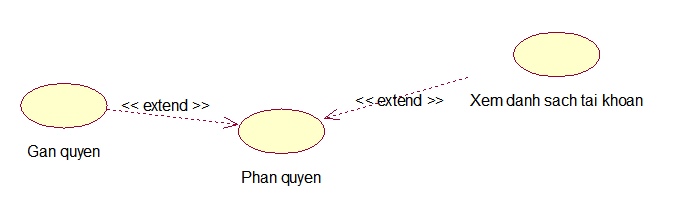 << extend >>
<< extend >>
Xem danh sach tai khoan
Gan quyen
Phan quyen